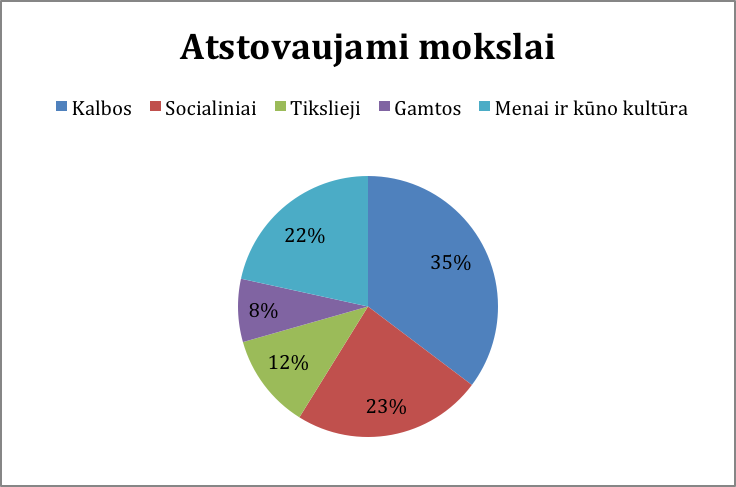 Atstovaujami mokslai
Kalbos Socialiniai Tikslieji Gamtos Menai ir kūno kultūra
22%
35%
8%
12%
23%